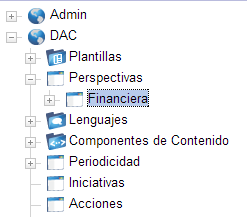 Admin
DAC
Plantillas
Perspectivas
Financiera
Lenguajes
Componentes de Contenido
Periodicidad
Iniciativas
Acciones